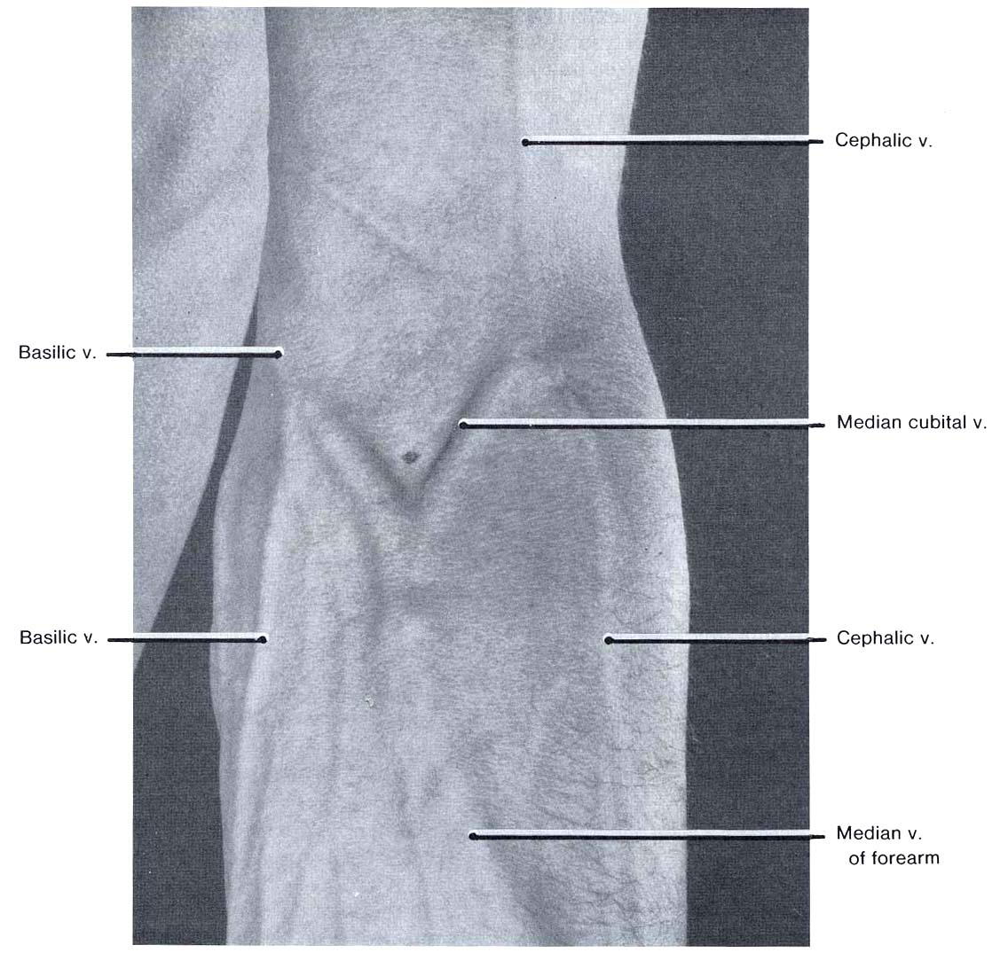 Cephalic v.
Basilic v.
Median cubital v.
Basilic v.
Cephalic v.
Median v.
of forearm